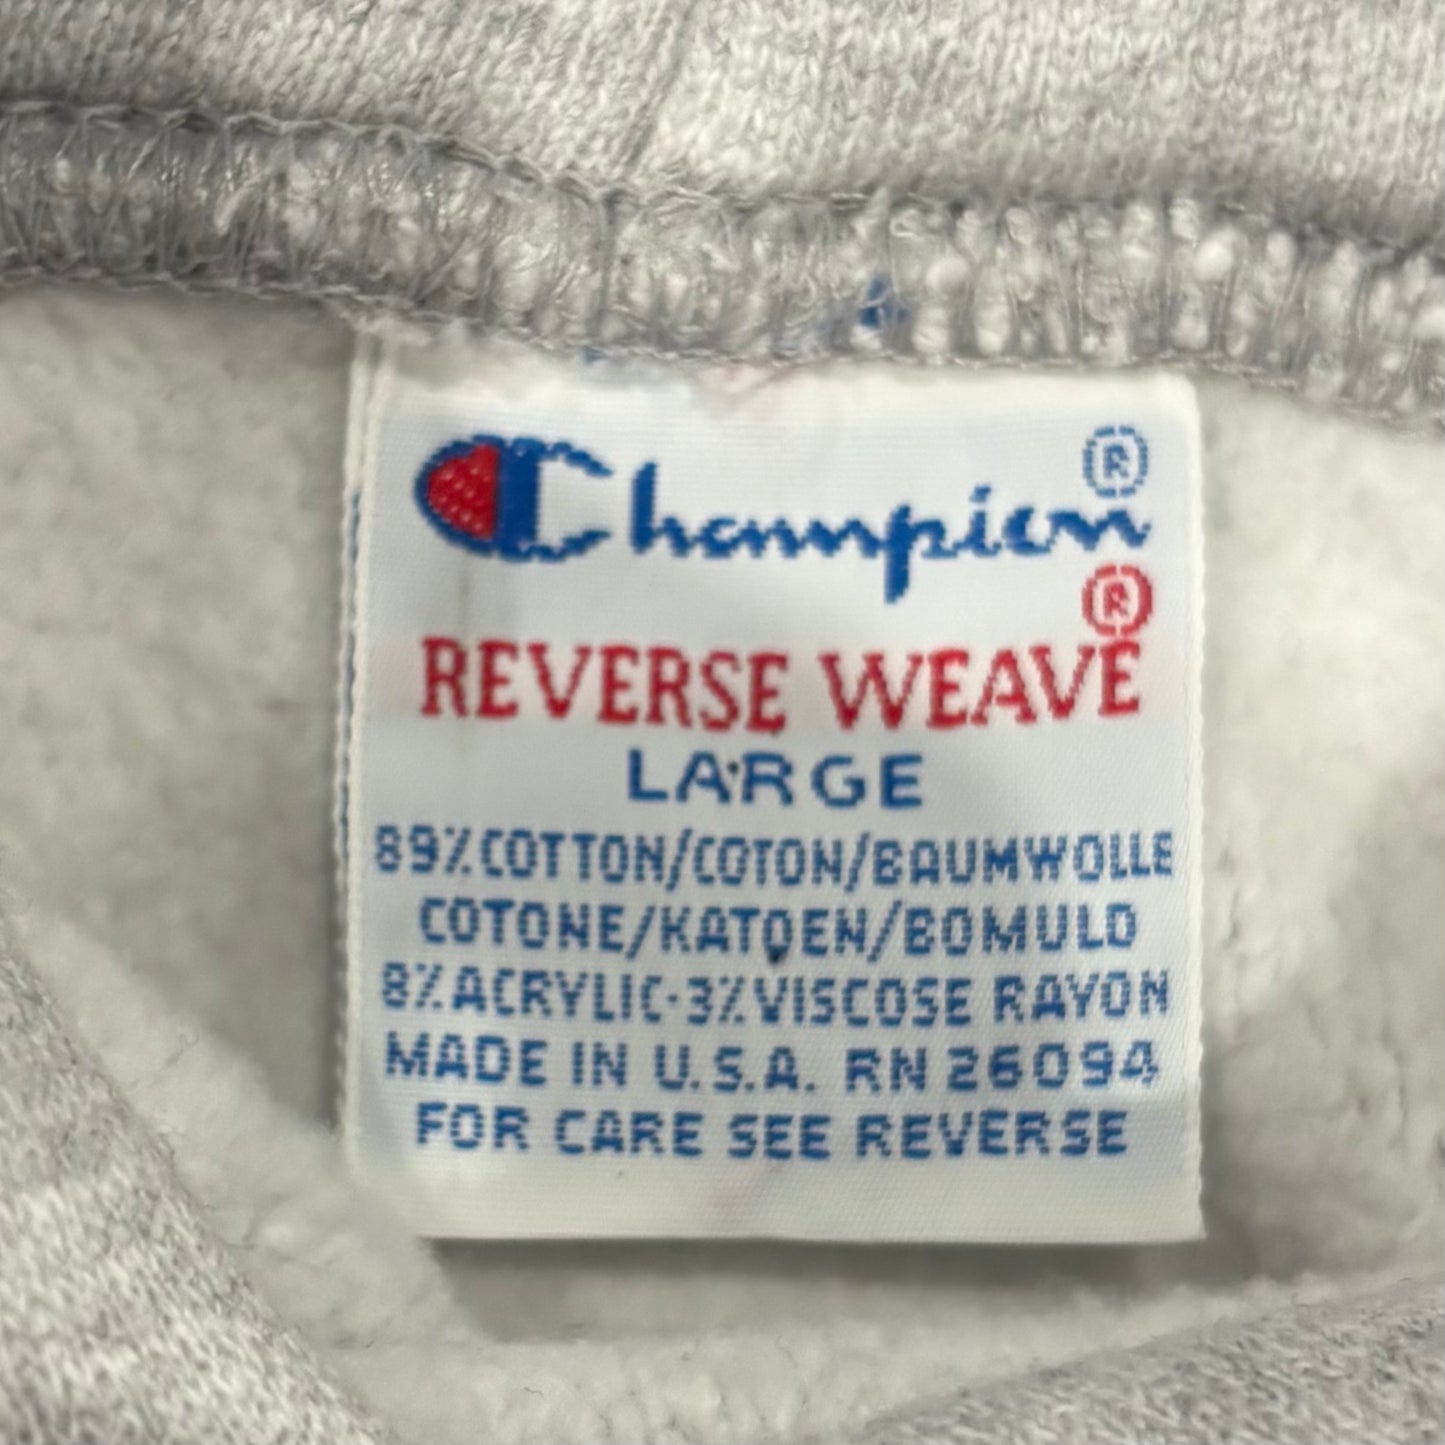 Champion®
REVERSE WEAVE®
LARGE
89% COTTON/COTON/BAUMWOLLE
COTONE/KATOEN/BOMULD
8% ACRYLIC·3% VISCOSE RAYON
MADE IN U.S.A. RN 26094
FOR CARE SEE REVERSE